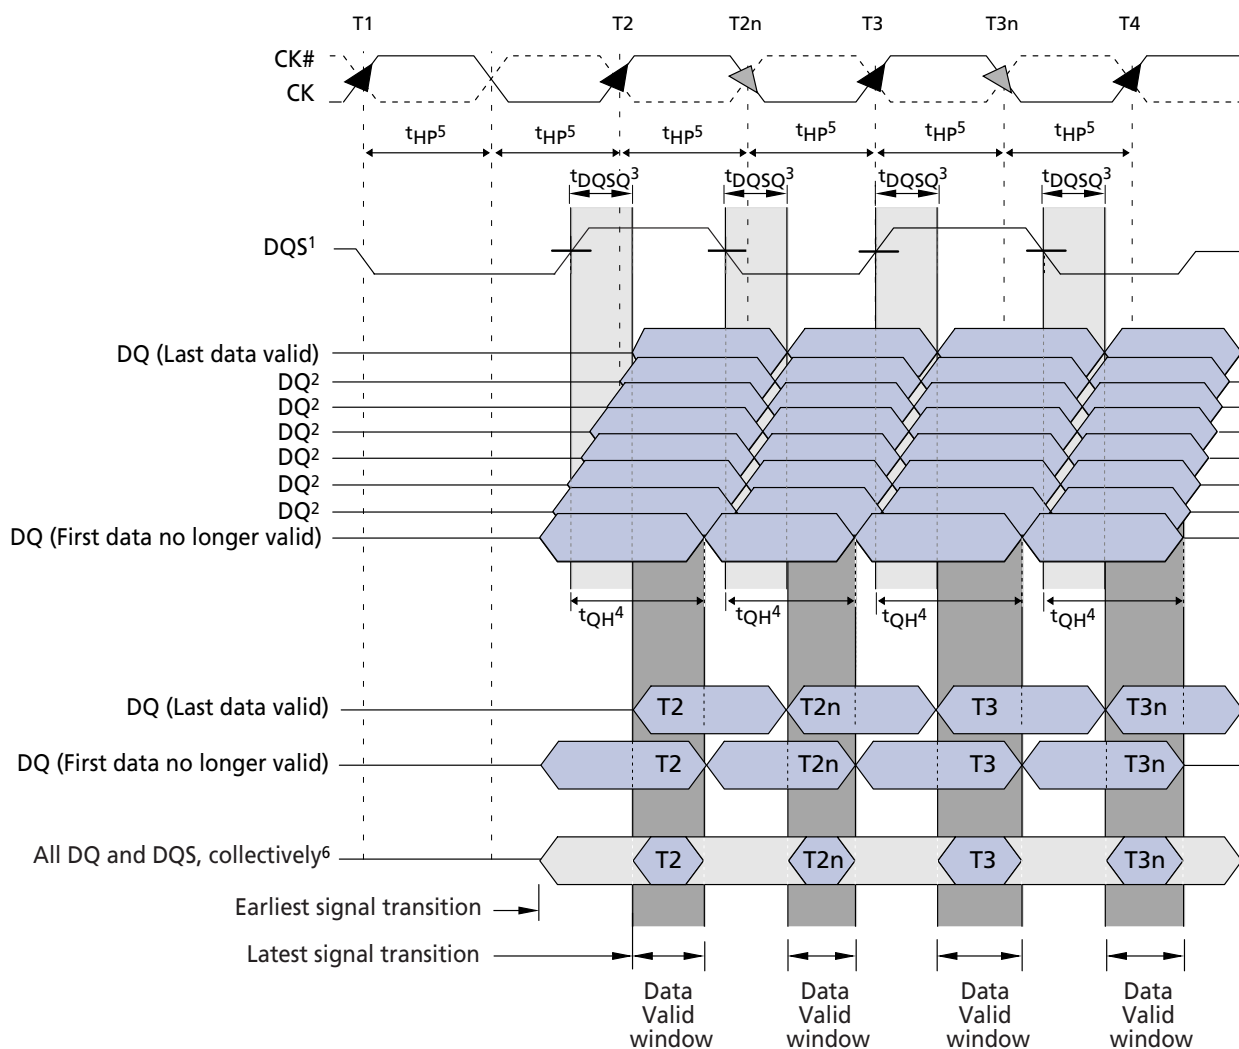 T1 T2 T2n T3 T3n T4
CK#
CK
tHP5 tHP5 tHP5 tHP5 tHP5 tHP5
tDQSQ3 tDQSQ3 tDQSQ3 tDQSQ3
DQS1
DQ (Last data valid)
DQ2
DQ2
DQ2
DQ2
DQ2
DQ2
DQ (First data no longer valid)
tQH4 tQH4 tQH4 tQH4
DQ (Last data valid) T2 T2n T3 T3n
DQ (First data no longer valid) T2 T2n T3 T3n
All DQ and DQS, collectively6 T2 T2n T3 T3n
Earliest signal transition
Latest signal transition
Data Data Data Data
Valid Valid Valid Valid
window window window window